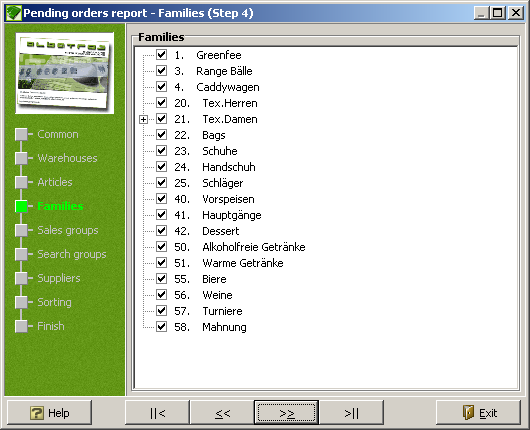 Pending orders report - Families (Step 4)
ALBATROS
Common
Warehouses
Articles
Families
Sales groups
Search groups
Suppliers
Sorting
Finish
Families
1. Greenfee
3. Range Bälle
4. Caddywagen
20. Tex.Herren
21. Tex.Damen
22. Bags
23. Schuhe
24. Handschuh
25. Schläger
40. Vorspeisen
41. Hauptgänge
42. Dessert
50. Alkoholfreie Getränke
51. Warme Getränke
55. Biere
56. Weine
57. Turniere
58. Mahnung
Help
||<
<<
>>
>||
Exit